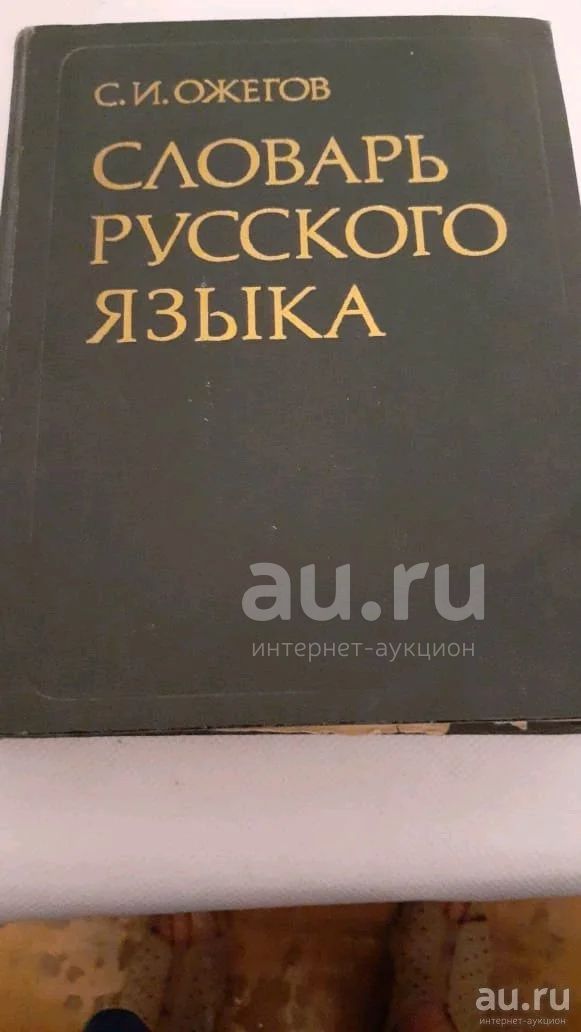 С. И. ОЖЕГОВ
СЛОВАРЬ
РУССКОГО
ЯЗЫКА
au.ru
интернет-аукцион
au.ru
интернет-аукцион